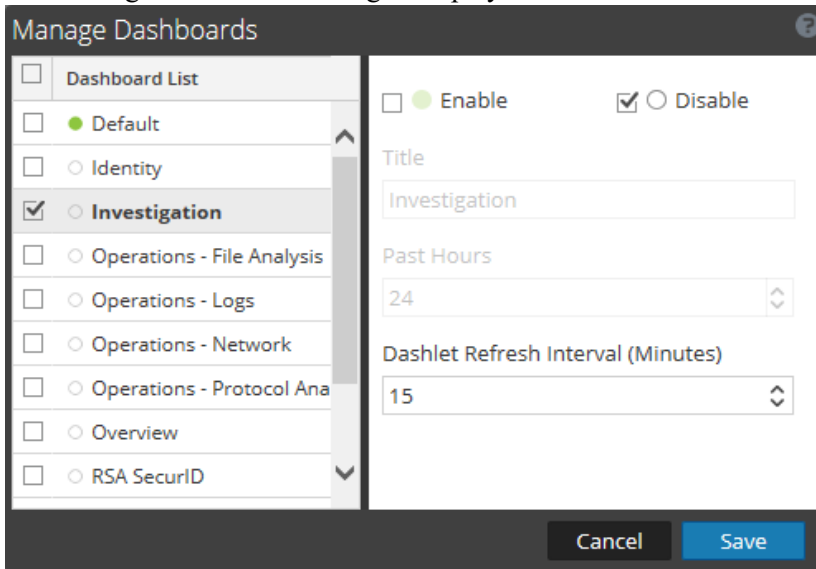 Manage Dashboards
?
Dashboard List
Default
Identity
Investigation
Operations - File Analysis
Operations - Logs
Operations - Network
Operations - Protocol Ana
Overview
RSA SecurID
Enable
Disable
Title
Investigation
Past Hours
24
Dashlet Refresh Interval (Minutes)
15
Cancel
Save